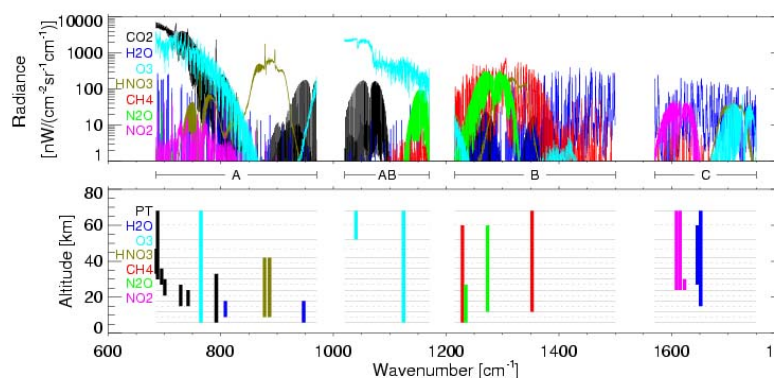 Radiance
[nW/(cm-2sr-1cm-1)]
10000
1000
100
10
1
CO2
H2O
O3
HNO3
CH4
N2O
NO2
A
AB
B
C
Altitude [km]
80
60
40
20
0
PT
H2O
O3
HNO3
CH4
N2O
NO2
600
800
1000
1200
1400
1600
Wavenumber [cm-1]